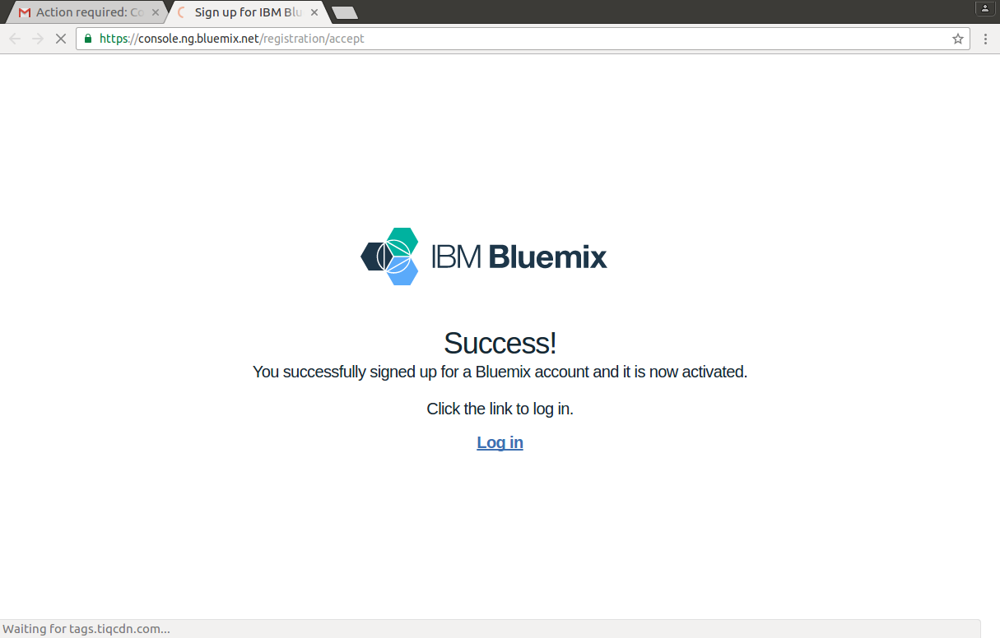 Action required: Co
Sign up for IBM Blu
https://console.ng.bluemix.net/registration/accept
IBM Bluemix
Success!
You successfully signed up for a Bluemix account and it is now activated.
Click the link to log in.
Log in
Waiting for tags.tiqcdn.com...